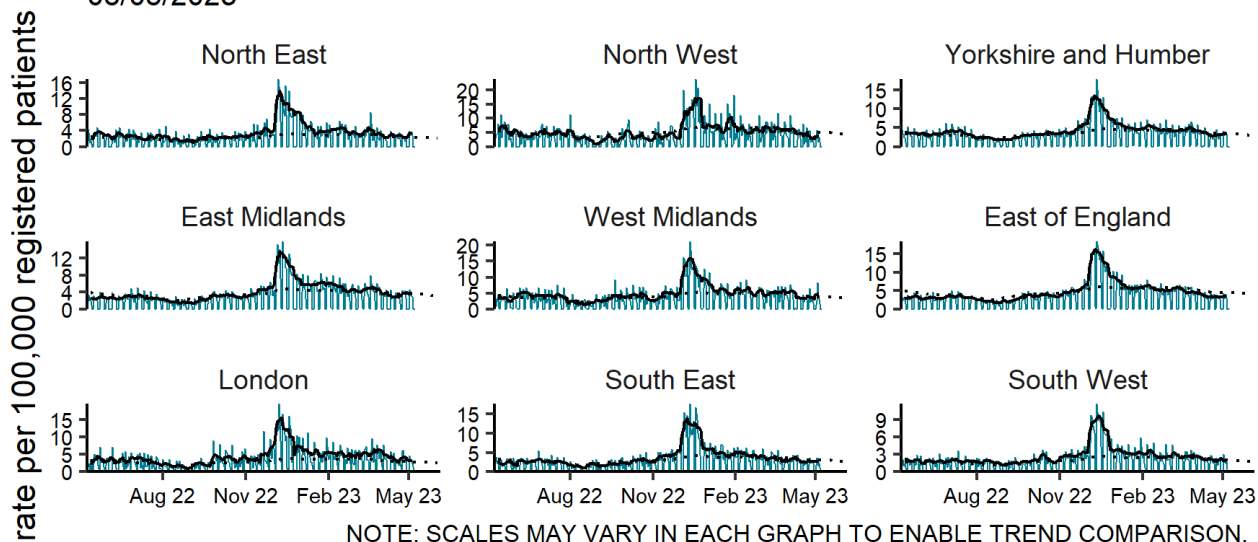 rate per 100,000 registered patients
North East
16
12
8
4
0
North West
20
15
10
5
0
Yorkshire and Humber
15
10
5
0
East Midlands
12
8
4
0
West Midlands
20
15
10
5
0
East of England
15
10
5
0
London
15
10
5
0
South East
15
10
5
0
South West
9
6
3
0
Aug 22 Nov 22 Feb 23 May 23
Aug 22 Nov 22 Feb 23 May 23
Aug 22 Nov 22 Feb 23 May 23
NOTE: SCALES MAY VARY IN EACH GRAPH TO ENABLE TREND COMPARISON.